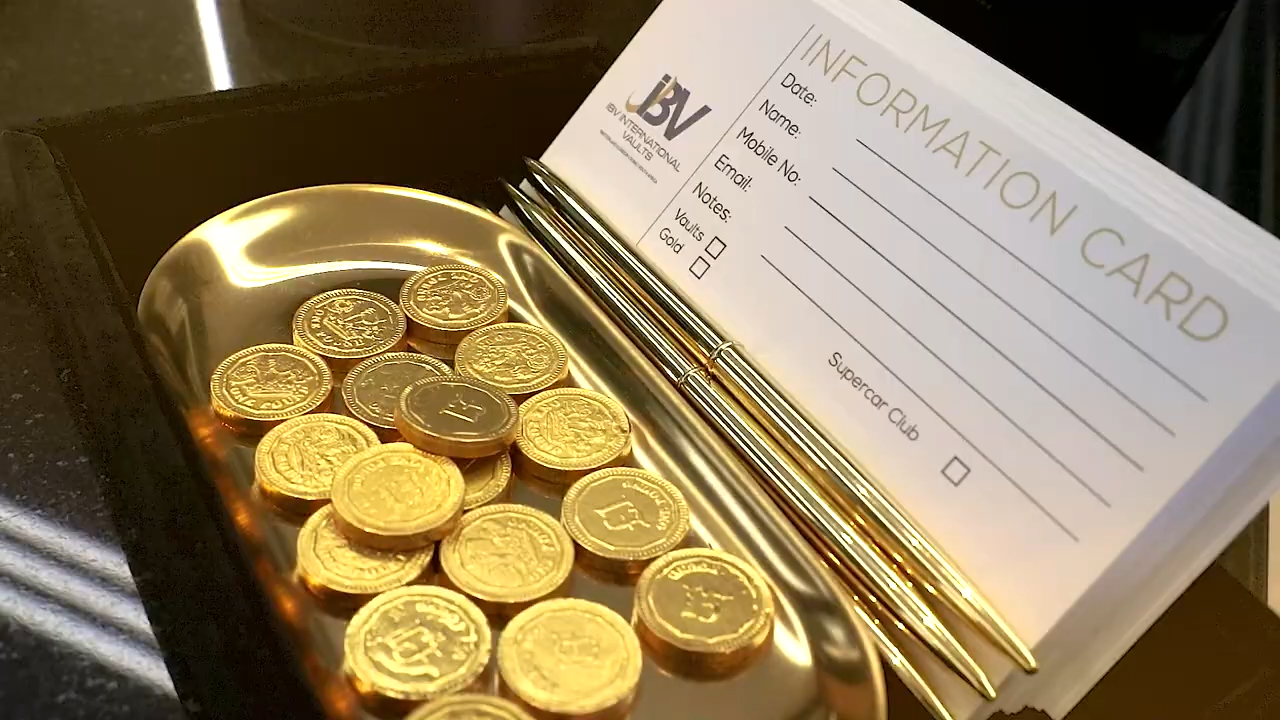 INFORMATION CARD
iBV
IBV INTERNATIONAL
VAULTS
Date:
Name:
Mobile No:
Email:
Notes:
Vaults
Gold
Supercar Club